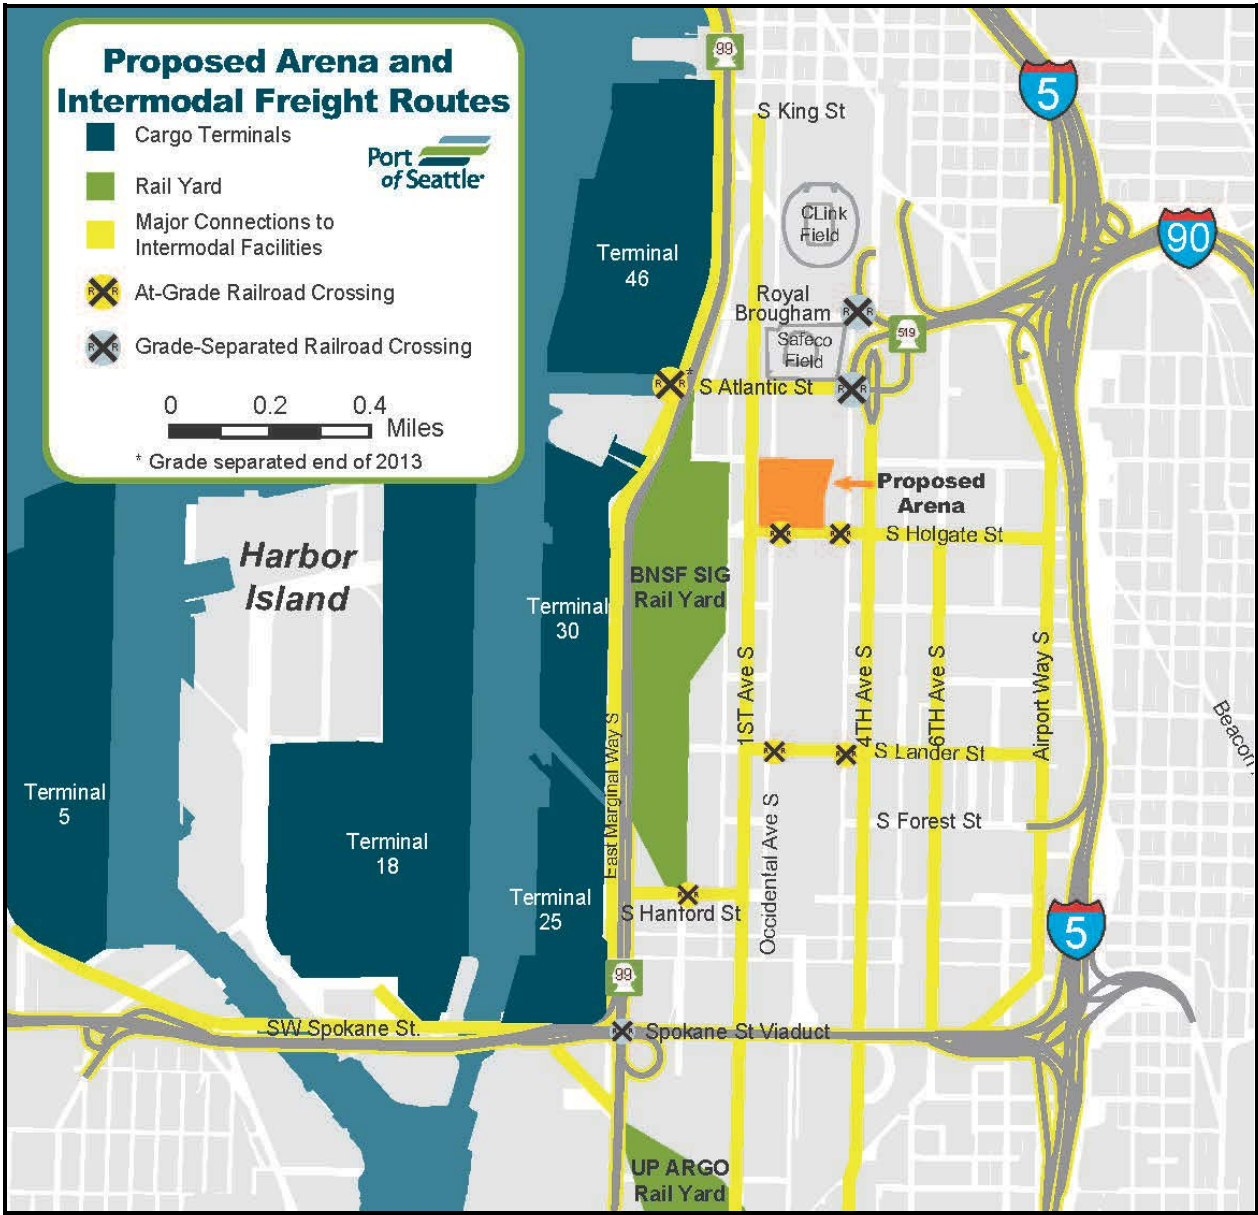 Proposed Arena and
Intermodal Freight Routes
Cargo Terminals
Port
of Seattle
Rail Yard
Major Connections to
Intermodal Facilities
R R
At-Grade Railroad Crossing
R R
Grade-Separated Railroad Crossing
0 0.2 0.4
Miles
* Grade separated end of 2013
99
5
S King St
CLink
Field
90
Terminal
46
Royal
Brougham
R R
519
Safeco
Field
R R *
S Atlantic St
R R
Proposed
Arena
S Holgate St
Harbor
Island
BNSF SIG
Rail Yard
Terminal
30
1ST Ave S
4TH Ave S
6TH Ave S
Airport Way S
Beacon
East Marginal Way S
S Lander St
Terminal
5
Occidental Ave S
S Forest St
Terminal
18
Terminal
25
S Hanford St
5
99
SW Spokane St.
Spokane St Viaduct
UP ARGO
Rail Yard